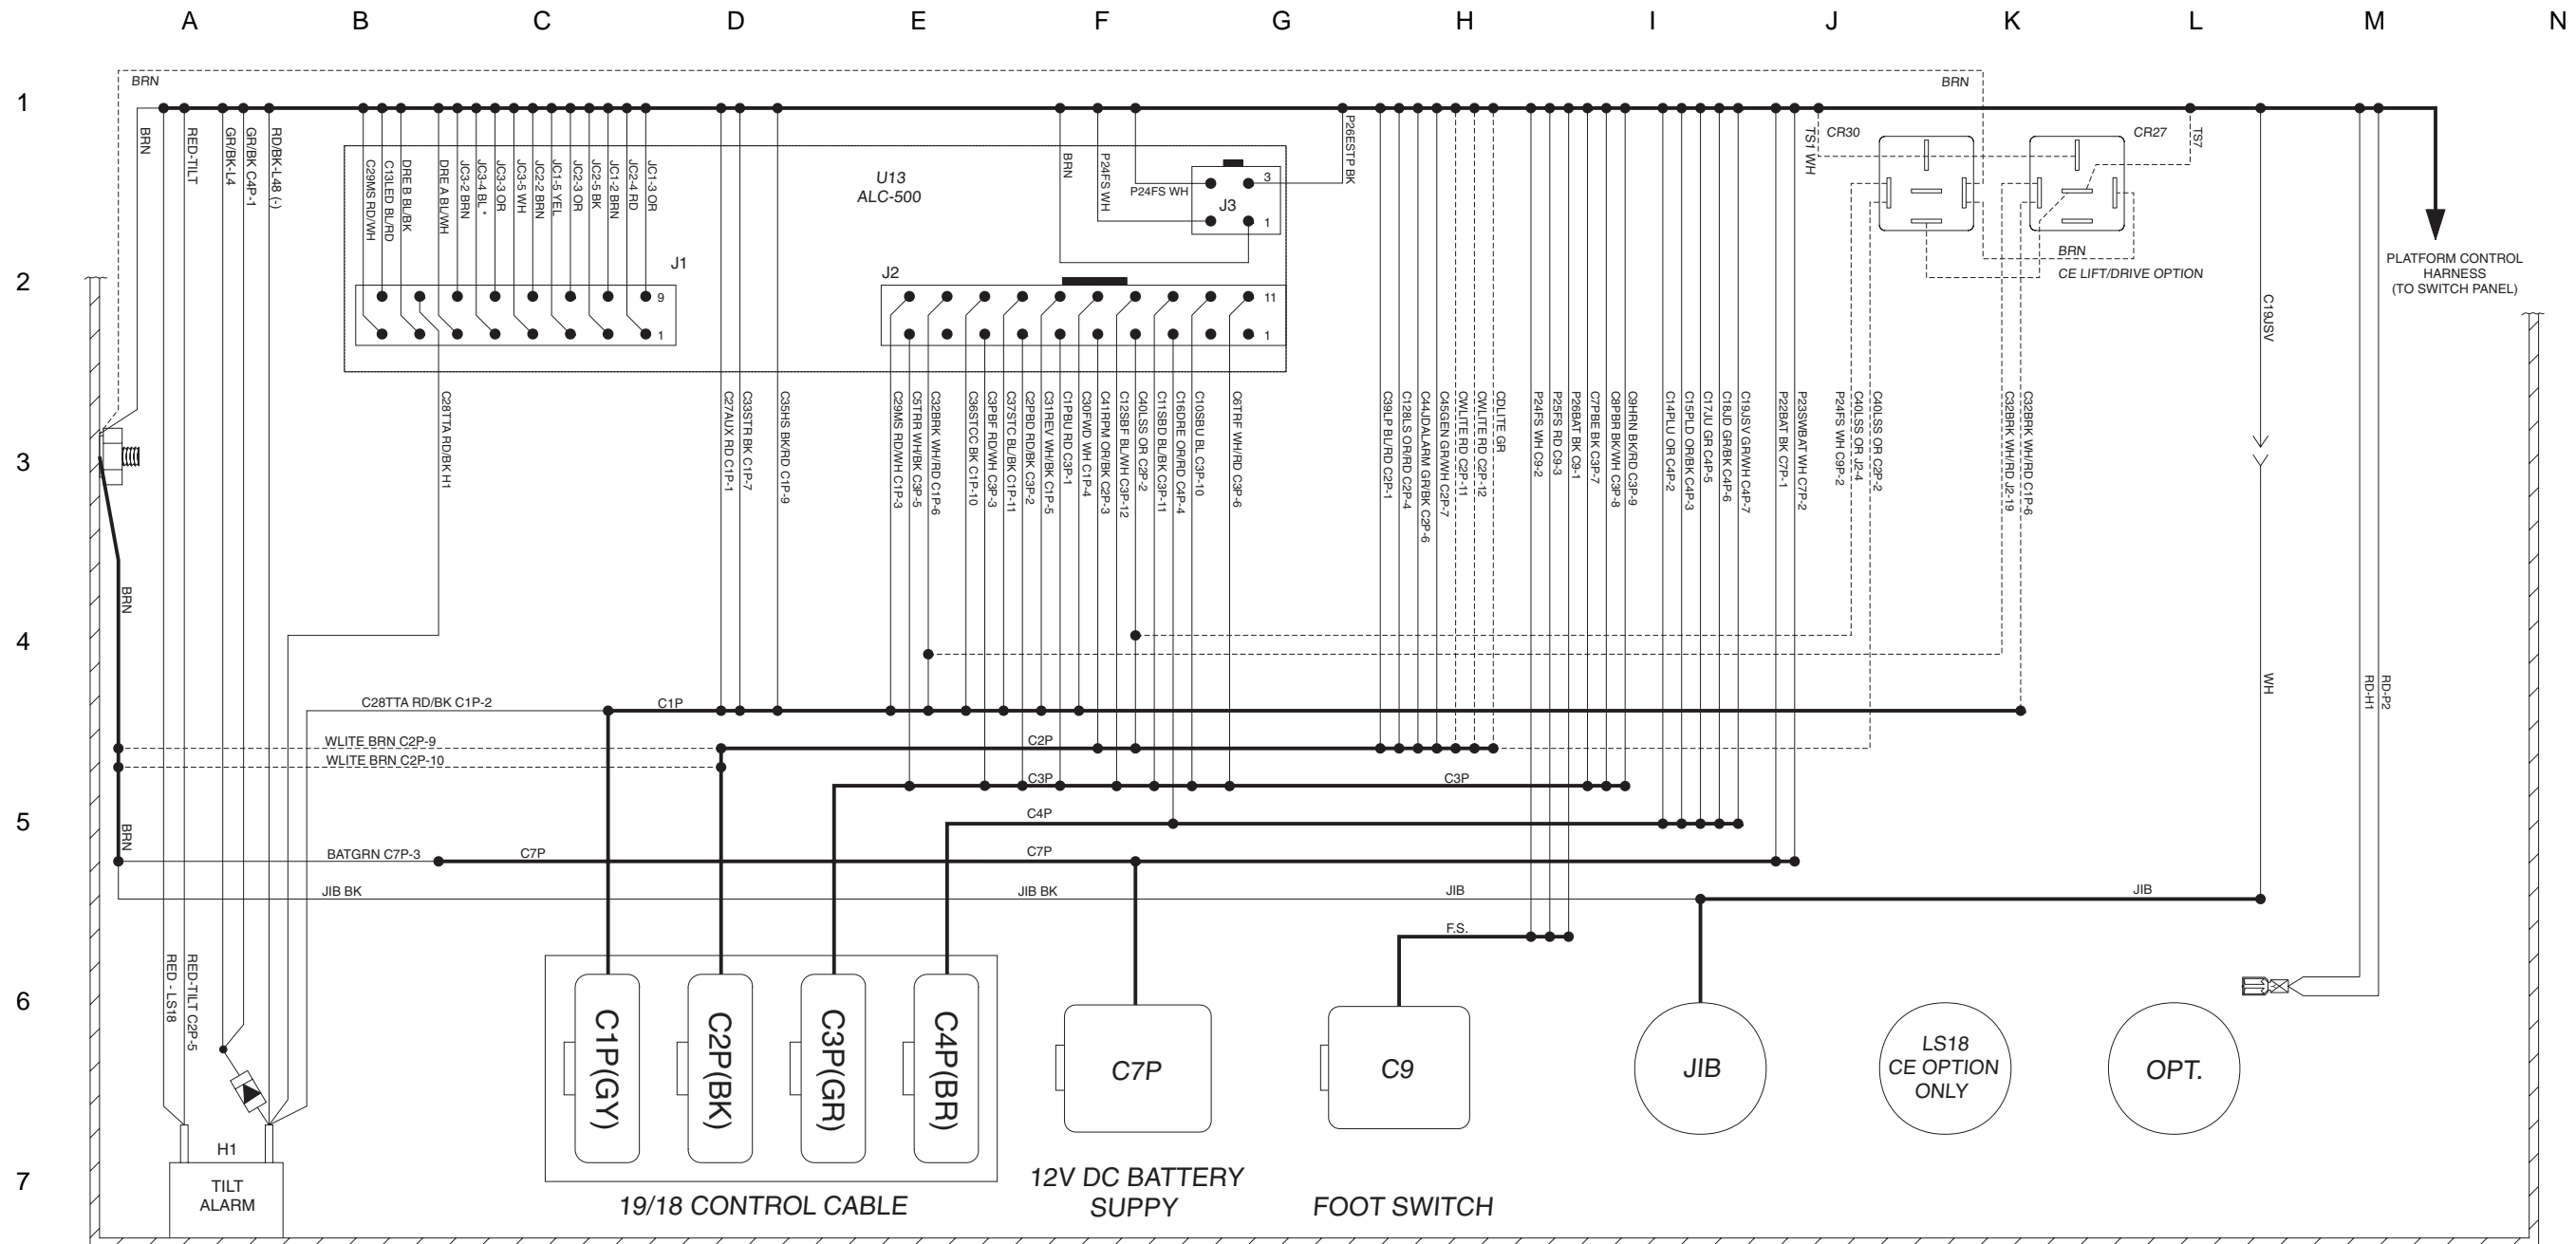 A B C D E F G H I J K L M N
1
2
3
4
5
6
7
BRN
BRN
BRN
RED-TILT
GR/BK-L4
GR/BK C4P-1
RD/BK-L48 (-)
C29MS RD/WH
C13LED BL/RD
DRE B BL/BK
DRE A BL/WH
JC3-2 BRN
JC3-4 BL *
JC3-3 OR
JC3-5 WH
JC2-2 BRN
JC1-5 YEL
JC2-3 OR
JC2-5 BK
JC1-2 BRN
JC2-4 RD
JC1-3 OR
U13
ALC-500
BRN
P24FS WH
P24FS WH
J3
3
1
P26ESTP BK
TS1 WH
CR30
CR27
TS7
BRN
CE LIFT/DRIVE OPTION
PLATFORM CONTROL
HARNESS
(TO SWITCH PANEL)
J1
9
1
J2
11
1
C19JSV
C28TTA RD/BK H1
C27AUX RD C1P-1
C33STR BK C1P-7
C35HS BK/RD C1P-9
C29MS RD/WH C1P-3
C5TRR WH/BK C3P-5
C32BRK WH/RD C1P-6
C36STCC BK C1P-10
C3PBF RD/WH C3P-3
C37STC BL/BK C1P-11
C2PBD RD/BK C3P-2
C31REV WH/BK C1P-5
C1PBU RD C3P-1
C30FWD WH C1P-4
C41RPM OR/BK C2P-3
C12SBF BL/WH C3P-12
C40LSS OR C2P-2
C11SBD BL/BK C3P-11
C16DRE OR/RD C4P-4
C10SBU BL C3P-10
C6TRF WH/RD C3P-6
C39LP BL/RD C2P-1
C128LS OR/RD C2P-4
C44JDALARM GR/BK C2P-6
C45GEN GR/WH C2P-7
CWLITE RD C2P-11
CWLITE RD C2P-12
CDLITE GR
P24FS WH C9-2
P25FS RD C9-3
P26BAT BK C9-1
C7PBE BK C3P-7
C8PBR BK/WH C3P-8
C9HRN BK/RD C3P-9
C14PLU OR C4P-2
C15PLD OR/BK C4P-3
C17JU GR C4P-5
C18JD GR/BK C4P-6
C19JSV GR/WH C4P-7
P22BAT BK C7P-1
P23SWBAT WH C7P-2
P24FS WH C9P-2
C40LSS OR J2-4
C40LSS OR C2P-2
C32BRK WH/RD J2-19
C32BRK WH/RD C1P-6
BRN
WH
RD-H1
RD-P2
C28TTA RD/BK C1P-2
C1P
WLITE BRN C2P-9
C2P
WLITE BRN C2P-10
C3P
C3P
C4P
BRN
BATGRN C7P-3
C7P
C7P
JIB BK
JIB BK
JIB
JIB
F.S.
RED - LS18
RED-TILT C2P-5
C1P(GY)
C2P(BK)
C3P(GR)
C4P(BR)
C7P
C9
JIB
LS18
CE OPTION
ONLY
OPT.
H1
TILT
ALARM
19/18 CONTROL CABLE
12V DC BATTERY
SUPPY
FOOT SWITCH